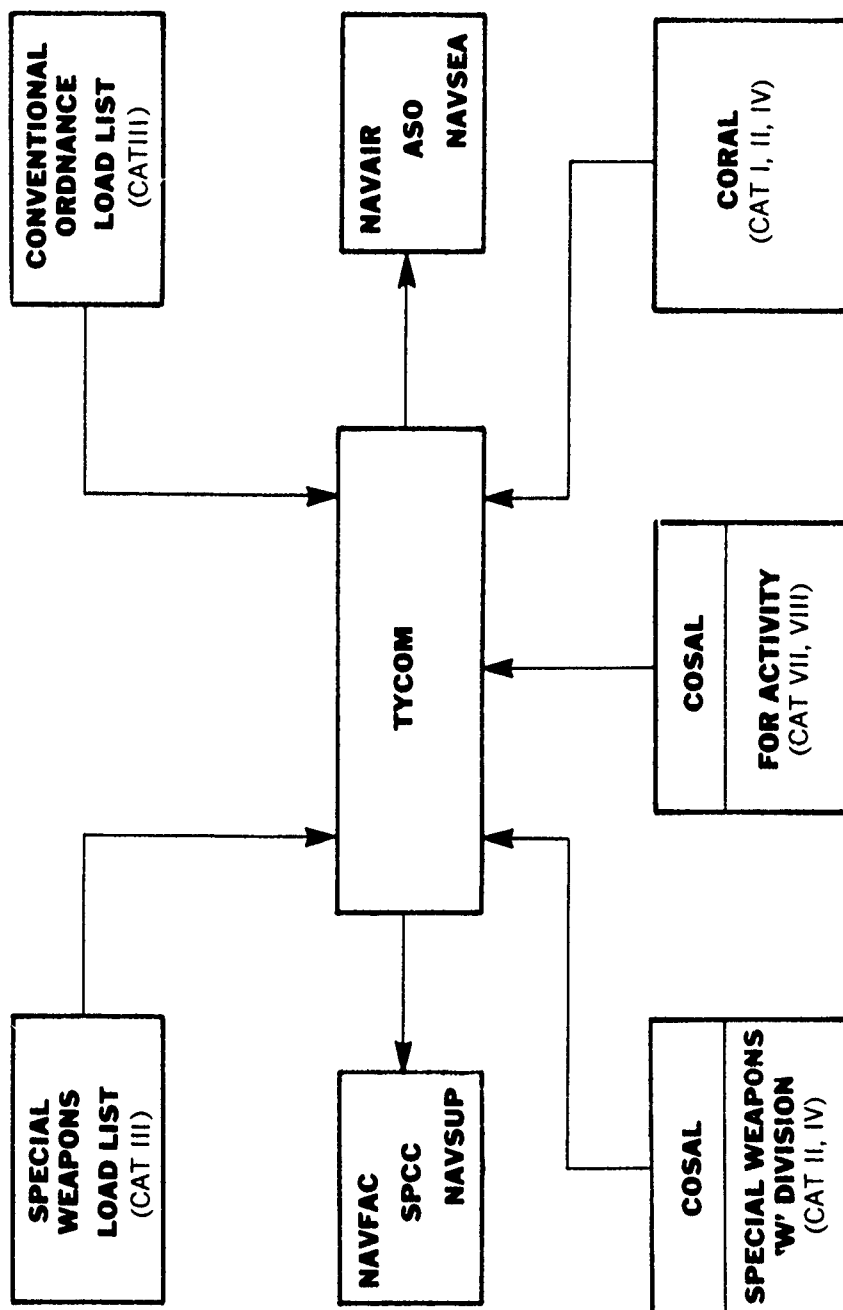 SPECIAL
WEAPONS
LOAD LIST
(CAT III)
CONVENTIONAL
ORDNANCE
LOAD LIST
(CATIII)
NAVFAC
SPCC
NAVSUP
TYCOM
NAVAIR
ASO
NAVSEA
COSAL
SPECIAL WEAPONS
'W' DIVISION
(CAT II, IV)
COSAL
FOR ACTIVITY
(CAT VII, VIII)
CORAL
(CAT I, II, IV)